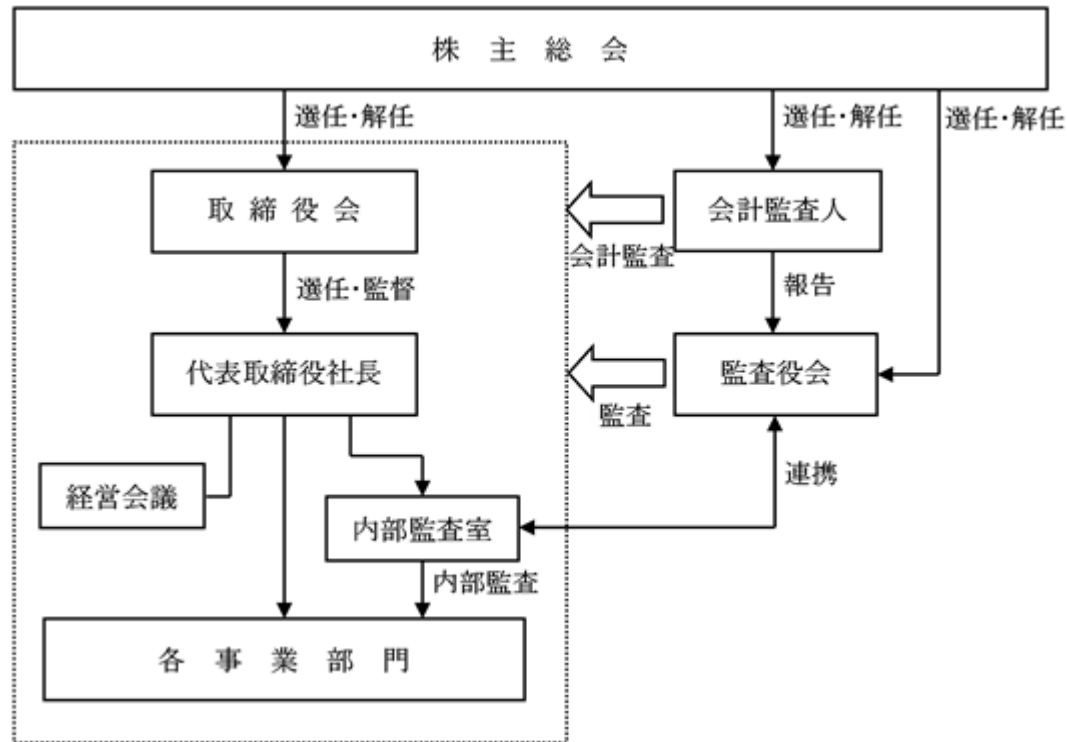 株主総会
選任・解任
選任・解任
選任・解任
取締役会
会計監査人
会計監査
選任・監督
報告
代表取締役社長
監査役会
監査
経営会議
連携
内部監査室
内部監査
各事業部門